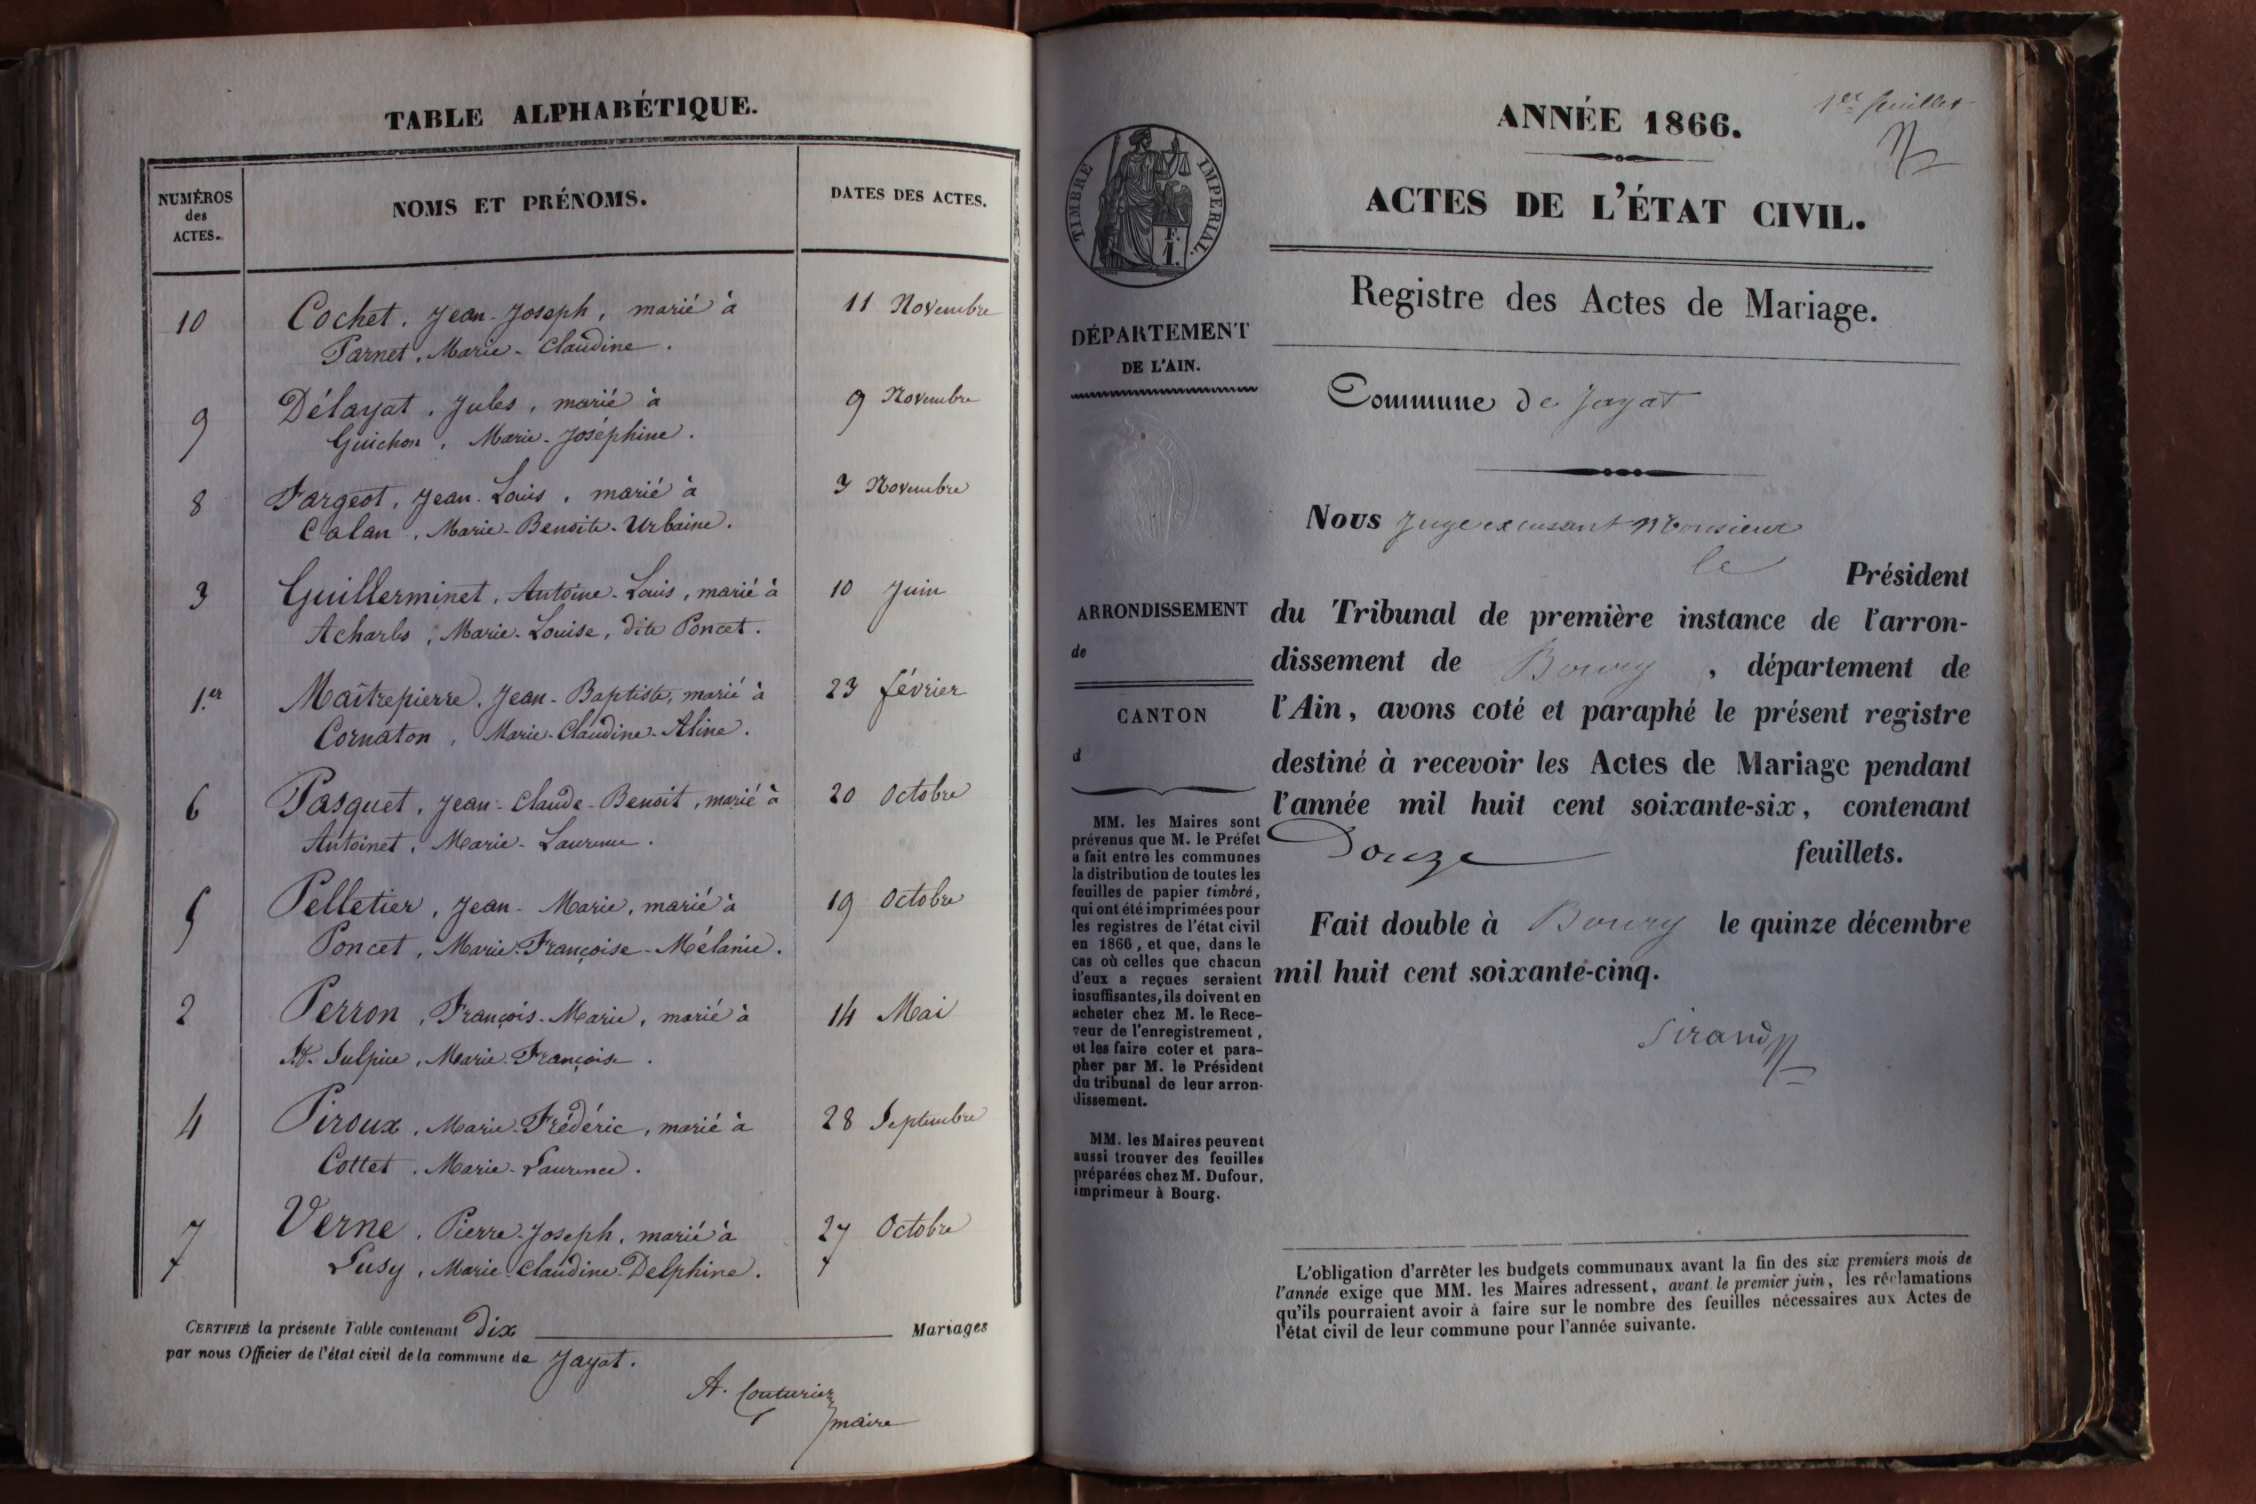 TABLE ALPHABÉTIQUE.
NUMÉROS
des
ACTES.
NOMS ET PRÉNOMS.
DATES DES ACTES.
10 Cochet, Jean-Joseph, marié à 11 Novembre
Parnet, Marie-Claudine.
9 Délayat, Jules, marié à 9 Novembre
Guichon, Marie-Joséphine.
8 Fargeot, Jean-Louis, marié à 3 Novembre
Calan, Marie-Benoite-Urbaine.
3 Guillerminet, Antoine-Louis, marié à 10 Juin
Acharles, Marie-Louise, dite Poncet.
1.er Maîtrepierre, Jean-Baptiste, marié à 23 février
Cornaton, Marie-Claudine-Aline.
6 Pasquet, Jean-Claude-Benoit, marié à 20 Octobre
Antoinet, Marie-Laurence.
5 Pelletier, Jean-Marie, marié à 19 Octobre
Poncet, Marie-Françoise-Mélanie.
2 Perron, François-Marie, marié à 14 Mai
St. Sulpice, Marie-Françoise.
4 Piroux, Marie-Frédéric, marié à 28 Septembre
Cottet, Marie-Laurence.
7 Verne, Pierre-Joseph, marié à 27 Octobre
Lusy, Marie-Claudine-Delphine.
CERTIFIÉ la présente Table contenant dix Mariages
par nous Officier de l'état civil de la commune de Jayat.
A. Couturier
maire
1er feuillet
ANNÉE 1866.
TIMBRE IMPERIAL.
F.
1.
ACTES DE L'ÉTAT CIVIL.
Registre des Actes de Mariage.
DÉPARTEMENT
DE L'AIN.
Commune de Jayat
Nous Juge excusant Monsieur
le Président
ARRONDISSEMENT
de
CANTON
d
du Tribunal de première instance de l'arron-
dissement de Bourg, département de
l'Ain, avons coté et paraphé le présent registre
destiné à recevoir les Actes de Mariage pendant
l'année mil huit cent soixante-six, contenant
Douze feuillets.
Fait double à Bourg le quinze décembre
mil huit cent soixante-cinq.
Sirand
MM. les Maires sont
prévenus que M. le Préfet
a fait entre les communes
la distribution de toutes les
feuilles de papier timbré,
qui ont été imprimées pour
les registres de l'état civil
en 1866, et que, dans le
cas où celles que chacun
d'eux a reçues seraient
insuffisantes, ils doivent en
acheter chez M. le Rece-
veur de l'enregistrement,
et les faire coter et para-
pher par M. le Président
du tribunal de leur arron-
dissement.
MM. les Maires peuvent
aussi trouver des feuilles
préparées chez M. Dufour,
imprimeur à Bourg.
L'obligation d'arrêter les budgets communaux avant la fin des six premiers mois de
l'année exige que MM. les Maires adressent, avant le premier juin, les réclamations
qu'ils pourraient avoir à faire sur le nombre des feuilles nécessaires aux Actes de
l'état civil de leur commune pour l'année suivante.